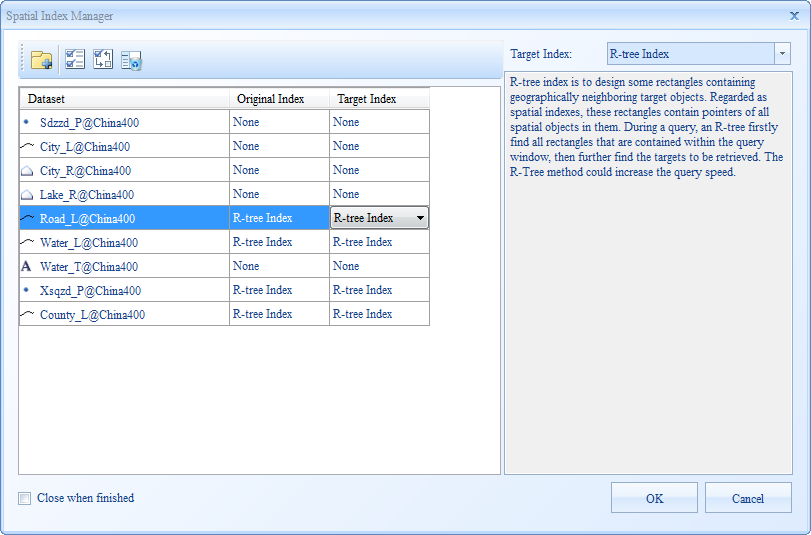 Spatial Index Manager
Target Index: R-tree Index
Dataset Original Index Target Index
Sdzzd_P@China400 None None
City_L@China400 None None
City_R@China400 None None
Lake_R@China400 None None
Road_L@China400 R-tree Index R-tree Index
Water_L@China400 R-tree Index R-tree Index
A Water_T@China400 None None
Xsqzd_P@China400 R-tree Index R-tree Index
County_L@China400 R-tree Index R-tree Index
R-tree index is to design some rectangles containing
geographically neighboring target objects. Regarded as
spatial indexes, these rectangles contain pointers of all
spatial objects in them. During a query, an R-tree firstly
find all rectangles that are contained within the query
window, then further find the targets to be retrieved. The
R-Tree method could increase the query speed.
Close when finished
OK Cancel